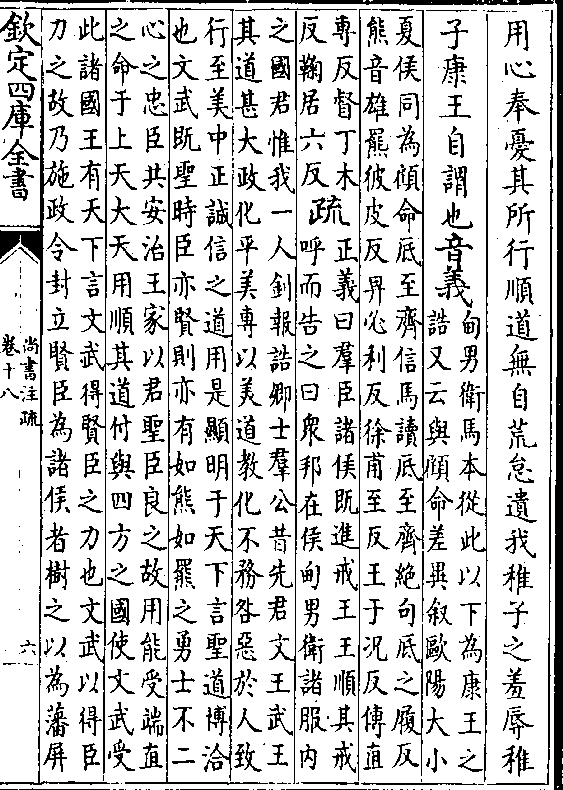 用心奉憂其所行順道無自荒怠遺我稚子之羞辱稚
子康王自謂也音義
甸男衛馬本從此以下為康王之
誥又云與顧命差異叙歐陽大小
夏侯同為顧命底至齊信馬讀底至齊絕句底之履反
熊音雄羆彼皮反畀必利反徐甫至反王于况反傳直
專反督丁木
反鞠居六反
疏
正義曰羣臣諸侯既進戒王王順其戒
呼而告之曰衆邦在侯甸男衛諸服内
之國君惟我一人釗報誥卿士羣公昔先君文王武王
其道甚大政化平美專以美道教化不務咎惡於人致
行至美中正誠信之道用是顯明于天下言聖道博洽
也文武既聖時臣亦賢則亦有如熊如羆之勇士不二
心之忠臣共安治王家以君聖臣良之故用能受端直
之命于上天大天用順其道付與四方之國使文武受
此諸國王有天下言文武得賢臣之力也文武以得臣
力之故乃施政令封立賢臣為諸侯者樹之以為藩屏
欽定四庫全書
尚書注疏
卷十八
六